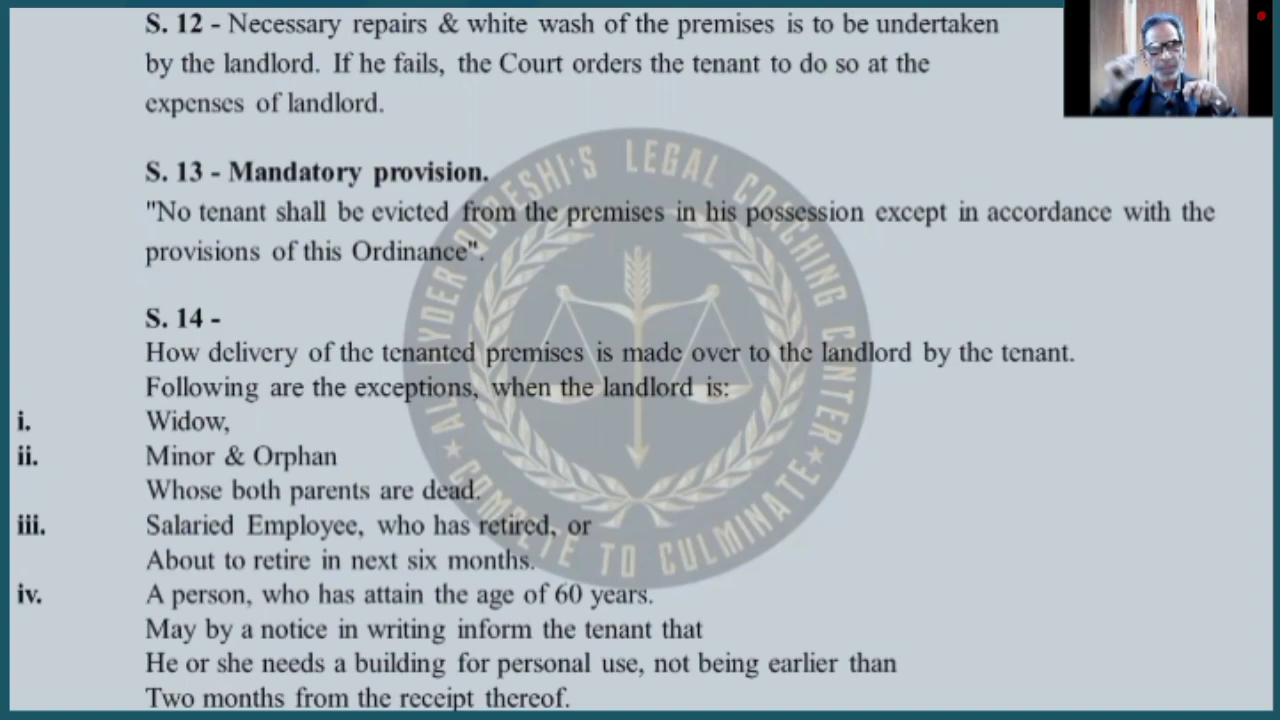 S. 12 - Necessary repairs & white wash of the premises is to be undertaken
by the landlord. If he fails, the Court orders the tenant to do so at the
expenses of landlord.
S. 13 - Mandatory provision.
"No tenant shall be evicted from the premises in his possession except in accordance with the
provisions of this Ordinance".
S. 14 -
How delivery of the tenanted premises is made over to the landlord by the tenant.
Following are the exceptions, when the landlord is:
i. Widow,
ii. Minor & Orphan
Whose both parents are dead.
iii. Salaried Employee, who has retired, or
About to retire in next six months.
iv. A person, who has attain the age of 60 years.
May by a notice in writing inform the tenant that
He or she needs a building for personal use, not being earlier than
Two months from the receipt thereof.
LEGAL COACHING CENTER
COMPETE TO CULMINATE